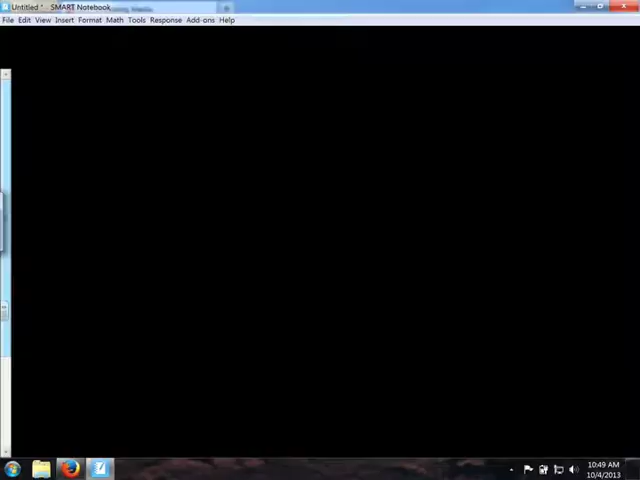 Untitled * - SMART Notebook
File Edit View Insert Format Math Tools Response Add-ons Help
10:49 AM
10/4/2013